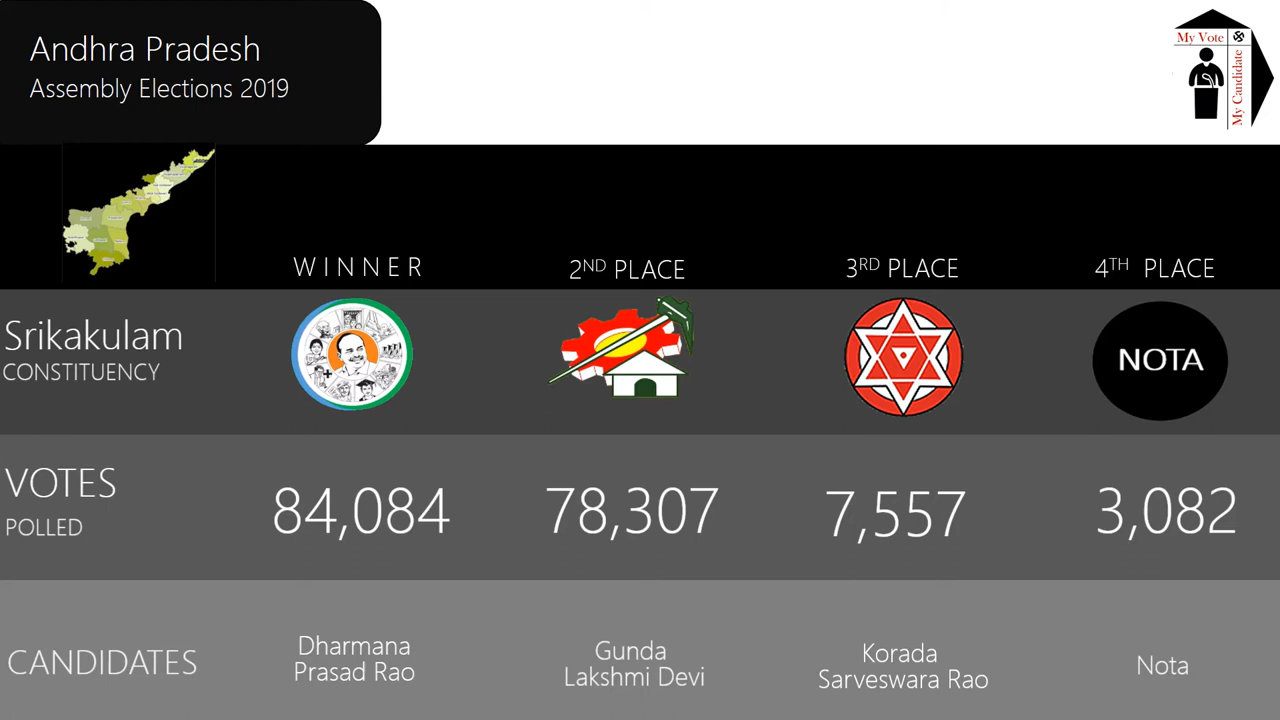 Andhra Pradesh
Assembly Elections 2019
My Vote
My Candidate
WINNER
2ND PLACE
3RD PLACE
4TH PLACE
Srikakulam
CONSTITUENCY
NOTA
VOTES
POLLED
84,084
78,307
7,557
3,082
CANDIDATES
Dharmana
Prasad Rao
Gunda
Lakshmi Devi
Korada
Sarveswara Rao
Nota